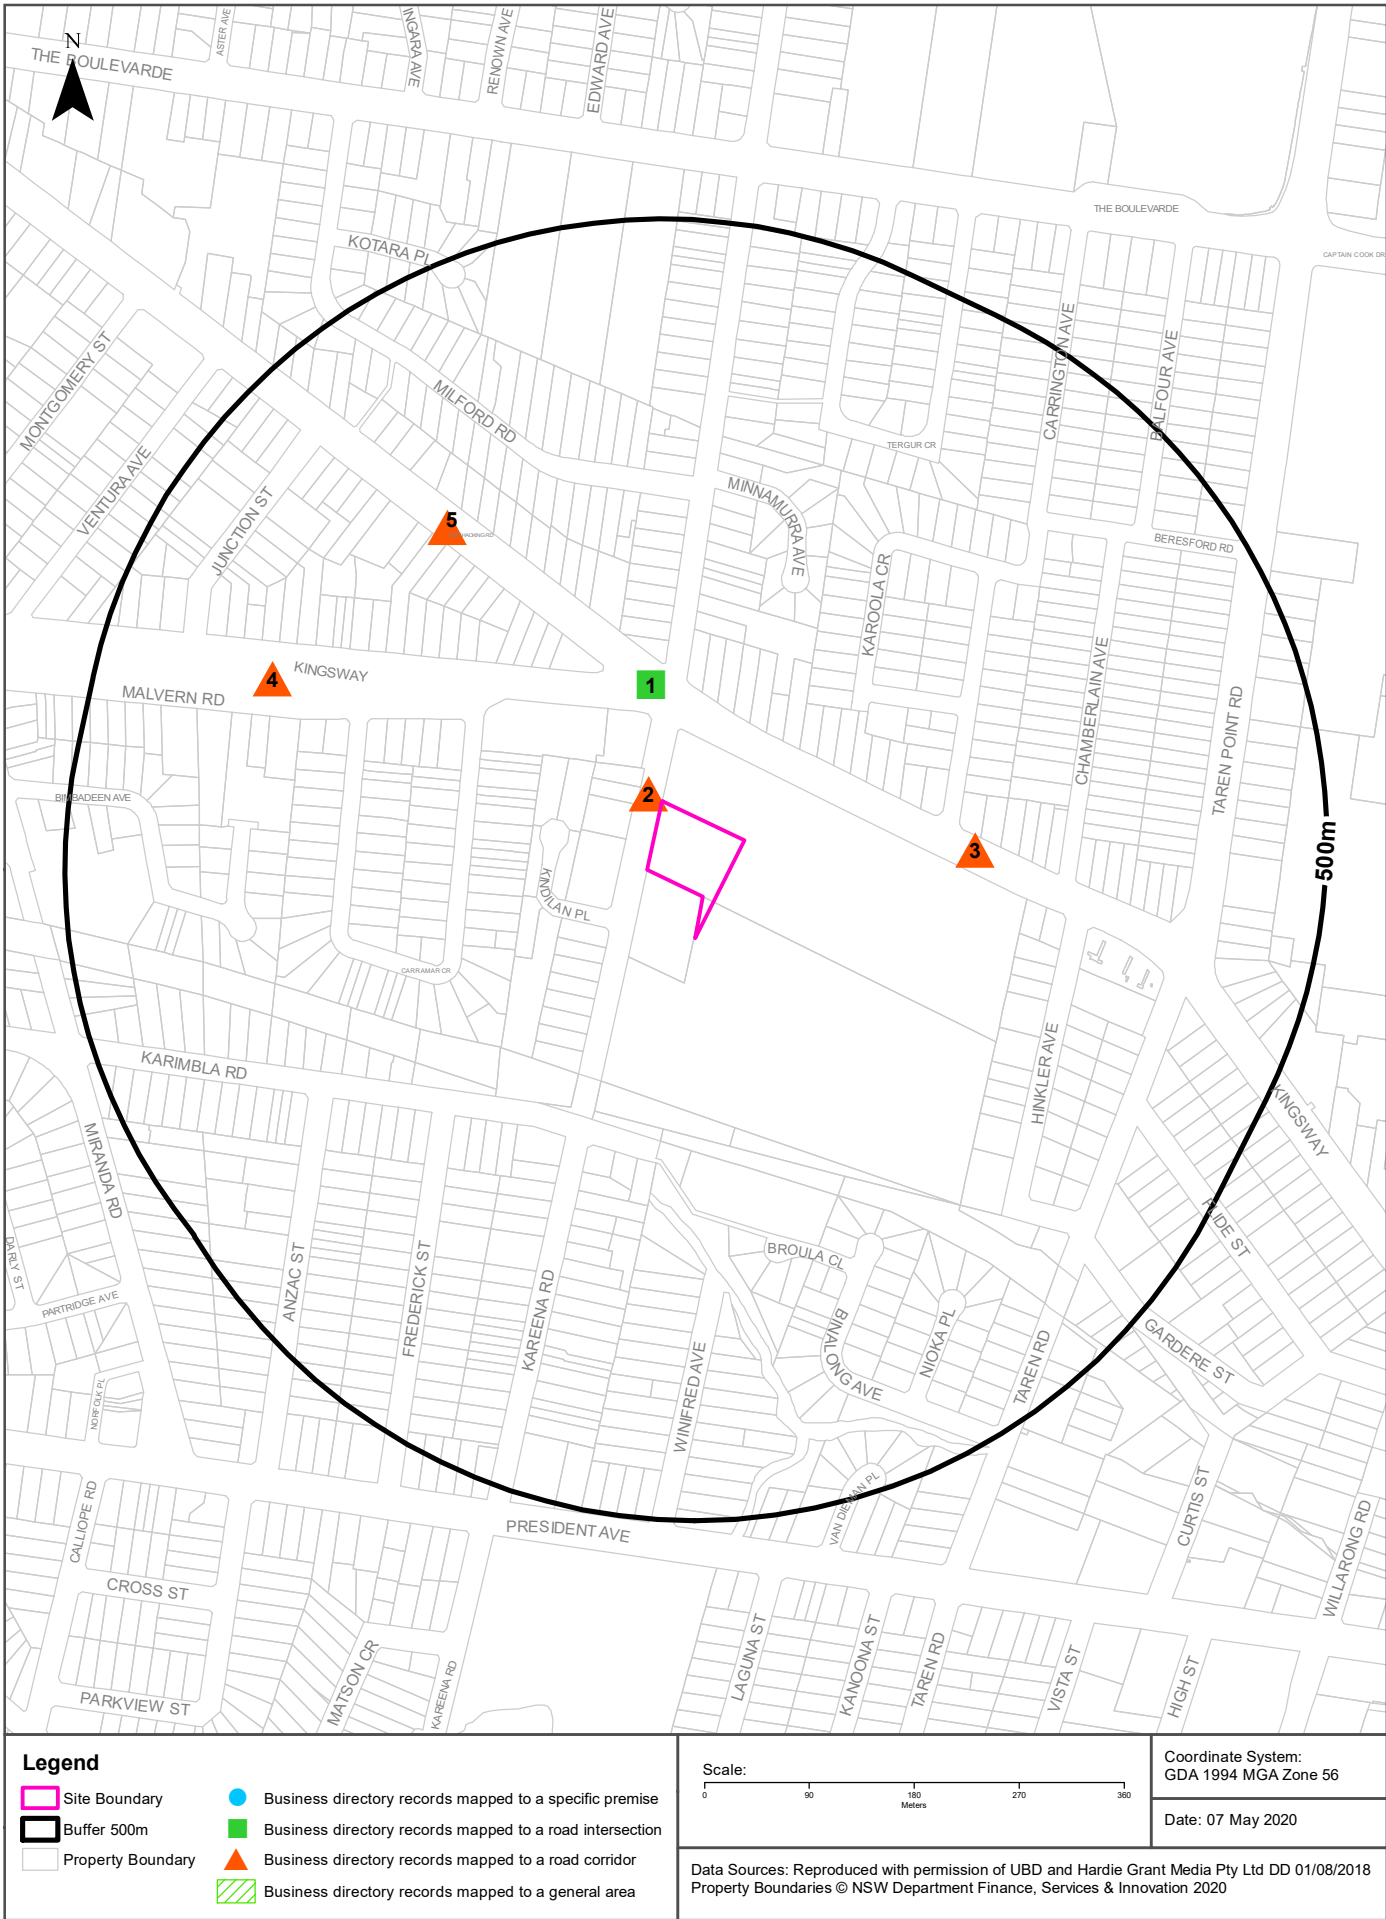 N
THE BOULEVARDE
ASTER AVE
INGARA AVE
RENOWN AVE
EDWARD AVE
THE BOULEVARDE
CAPTAIN COOK DR
KOTARA PL
MONTGOMERY ST
VENTURA AVE
JUNCTION ST
MILFORD RD
CARRINGTON AVE
BALFOUR AVE
TERGUR CR
MINNAMURRA AVE
BERESFORD RD
KAROOLA CR
5
1
KINGSWAY
4
MALVERN RD
CHAMBERLAIN AVE
TAREN POINT RD
2
3
500m
BIMBADEEN AVE
KINDILAN PL
CARRAMAR CR
KARIMBLA RD
MIRANDA RD
HINKLER AVE
KINGSWAY
DARLY ST
PARTRIDGE AVE
NORFOLK PL
ANZAC ST
FREDERICK ST
KAREENA RD
WINIFRED AVE
BROULA CL
BINALONG AVE
NIOKA PL
TAREN RD
GARDERE ST
CALLIOPE RD
CROSS ST
PARKVIEW ST
MATSON CR
KAREENA RD
PRESIDENT AVE
VAN DIEMAN PL
CURTIS ST
WILLARONG RD
LAGUNA ST
KANOONA ST
TAREN RD
VISTA ST
HIGH ST
Legend
Site Boundary
Buffer 500m
Property Boundary
Business directory records mapped to a specific premise
Business directory records mapped to a road intersection
Business directory records mapped to a road corridor
Business directory records mapped to a general area
Scale:
0 90 180 270 360
Meters
Coordinate System:
GDA 1994 MGA Zone 56
Date: 07 May 2020
Data Sources: Reproduced with permission of UBD and Hardie Grant Media Pty Ltd DD 01/08/2018
Property Boundaries © NSW Department Finance, Services & Innovation 2020